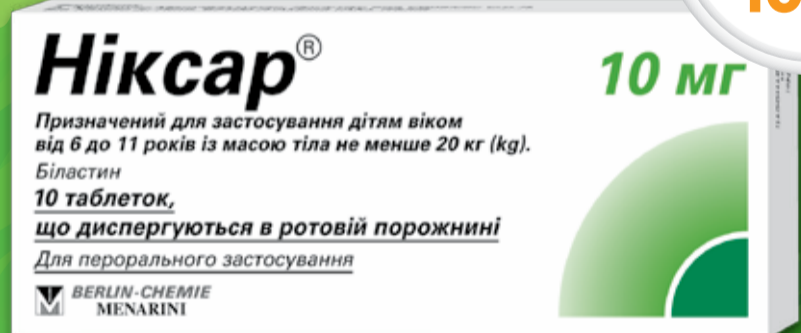 Ніксар®
10 мг
Призначений для застосування дітям віком
від 6 до 11 років із масою тіла не менше 20 кг (kg).
Біластин
10 таблеток,
що диспергуються в ротовій порожнині
Для перорального застосування
BERLIN-CHEMIE
MENARINI